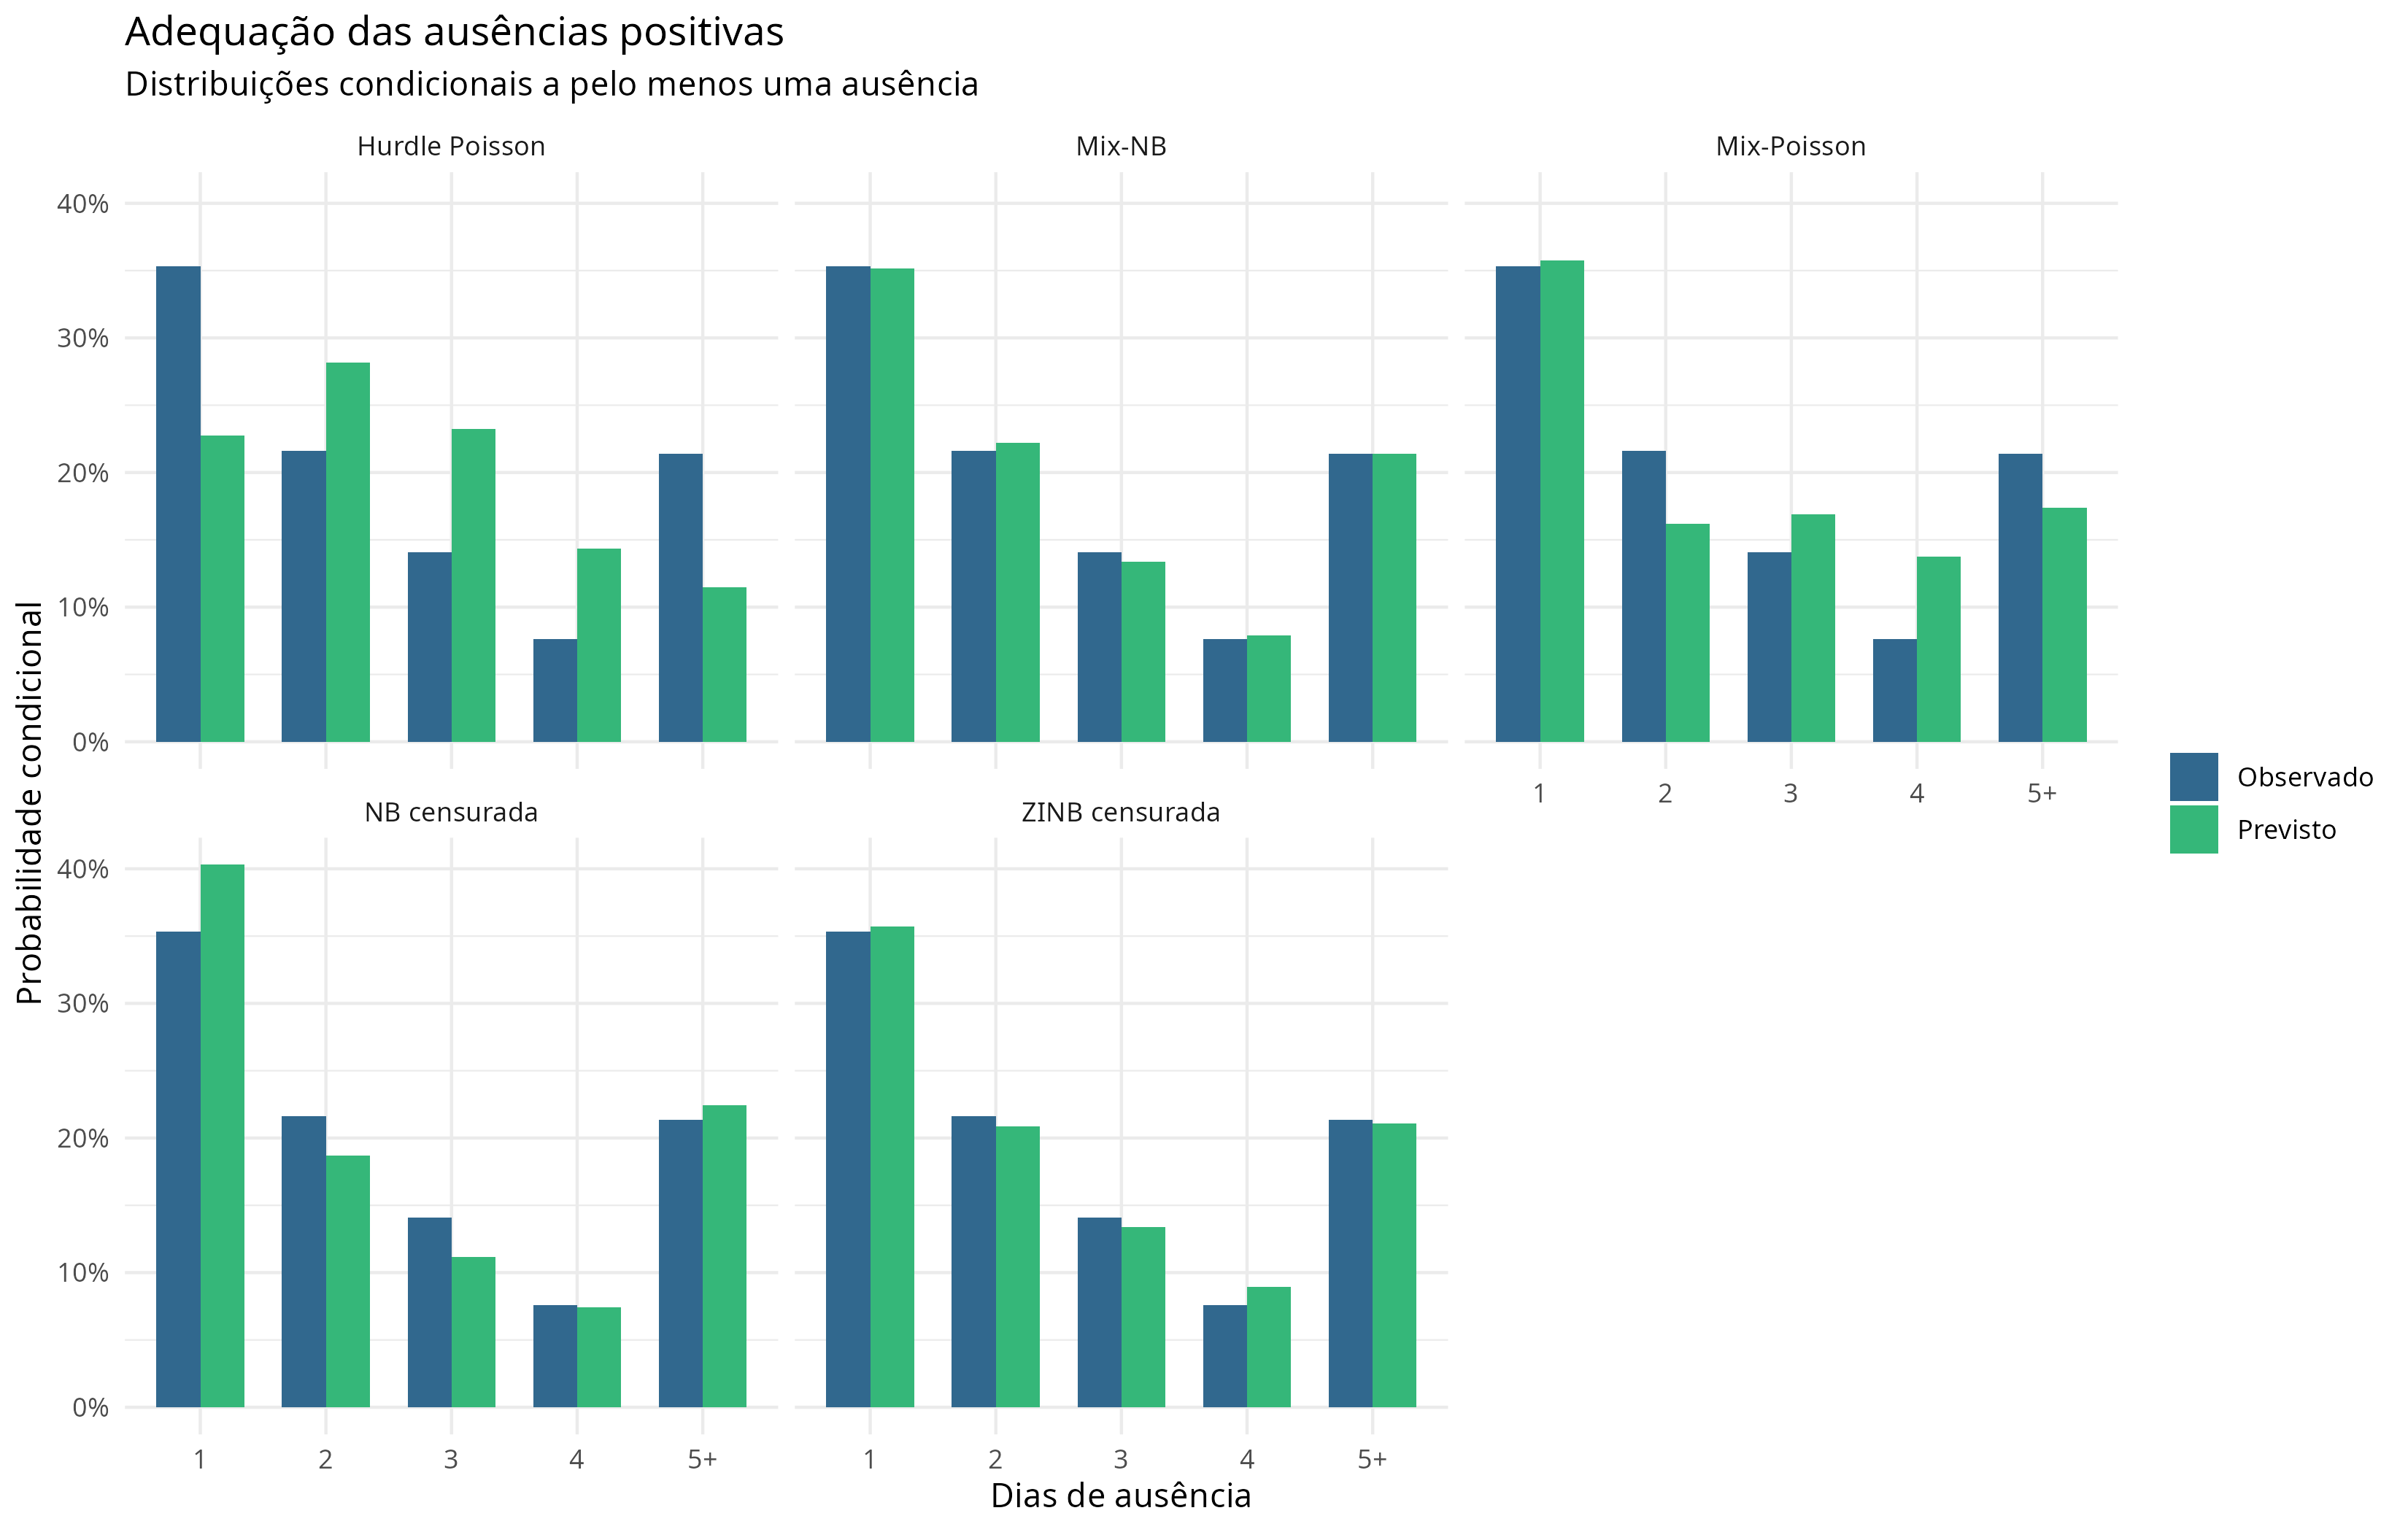 Adequação das ausências positivas
Distribuições condicionais a pelo menos uma ausência
Hurdle Poisson
Mix-NB
Mix-Poisson
40%
30%
20%
10%
0%
1 2 3 4 5+
NB censurada
ZINB censurada
40%
30%
20%
10%
0%
1 2 3 4 5+
1 2 3 4 5+
Probabilidade condicional
Dias de ausência
Observado
Previsto